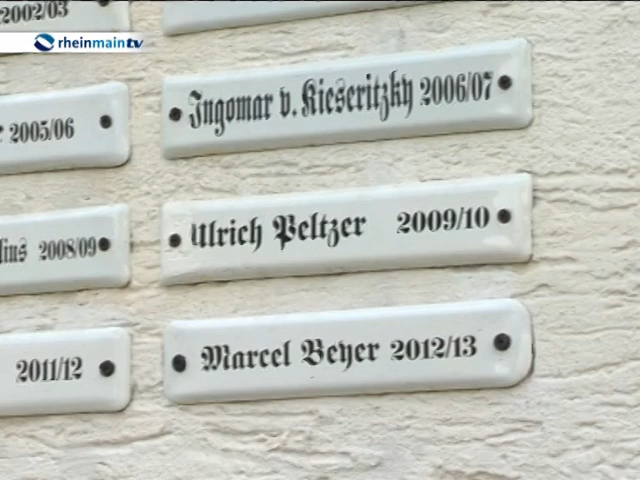 2002/03
rheinmaintv
Ingomar v. Kieseritzky 2006/07
2005/06
Ulrich Peltzer 2009/10
2008/09
Marcel Beyer 2012/13
2011/12